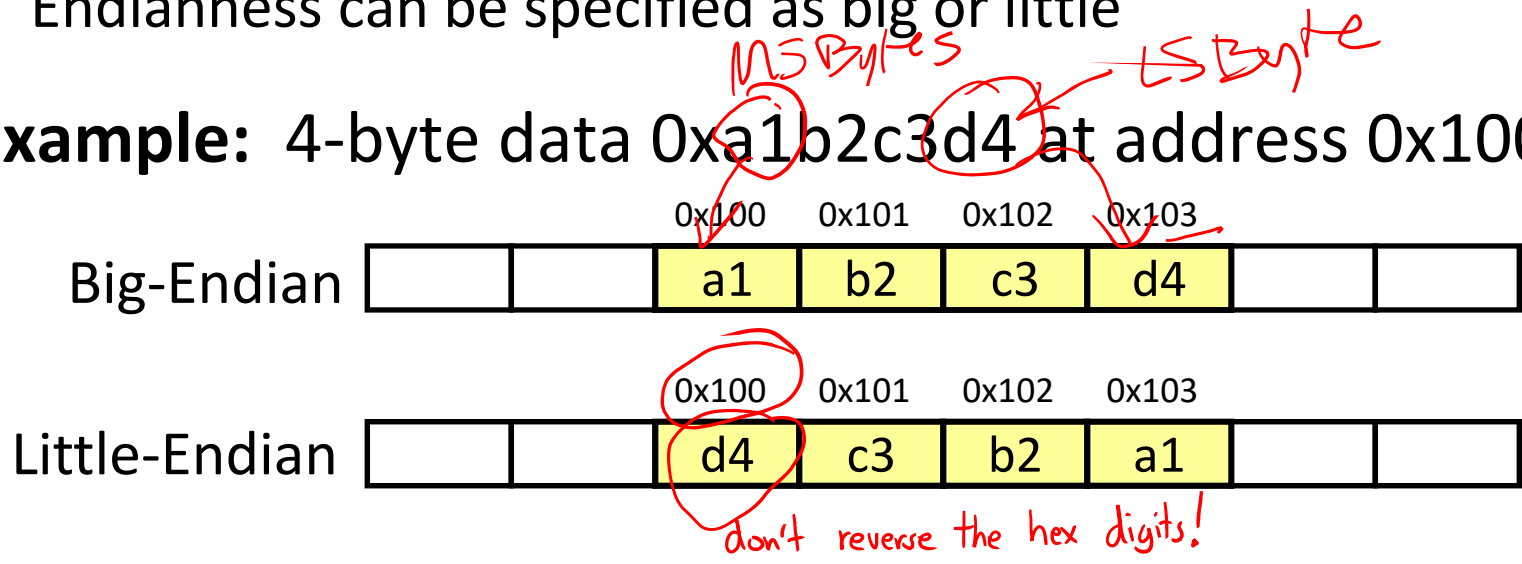 Endianness can be specified as big or little
MSBytes
LSByte
xample: 4-byte data 0xa1b2c3d4 at address 0x100
0x100 0x101 0x102 0x103
Big-Endian a1 b2 c3 d4
0x100 0x101 0x102 0x103
Little-Endian d4 c3 b2 a1
don't reverse the hex digits!